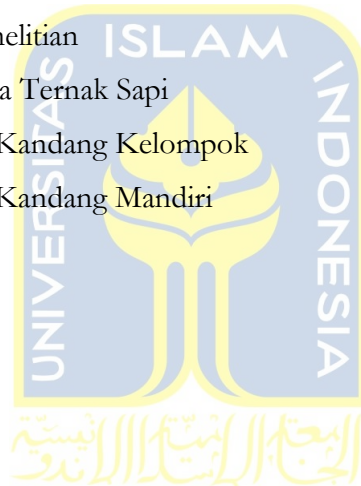 nelitian
a Ternak Sapi
Kandang Kelompok
Kandang Mandiri
UNIVERSITAS
ISLAM
INDONESIA